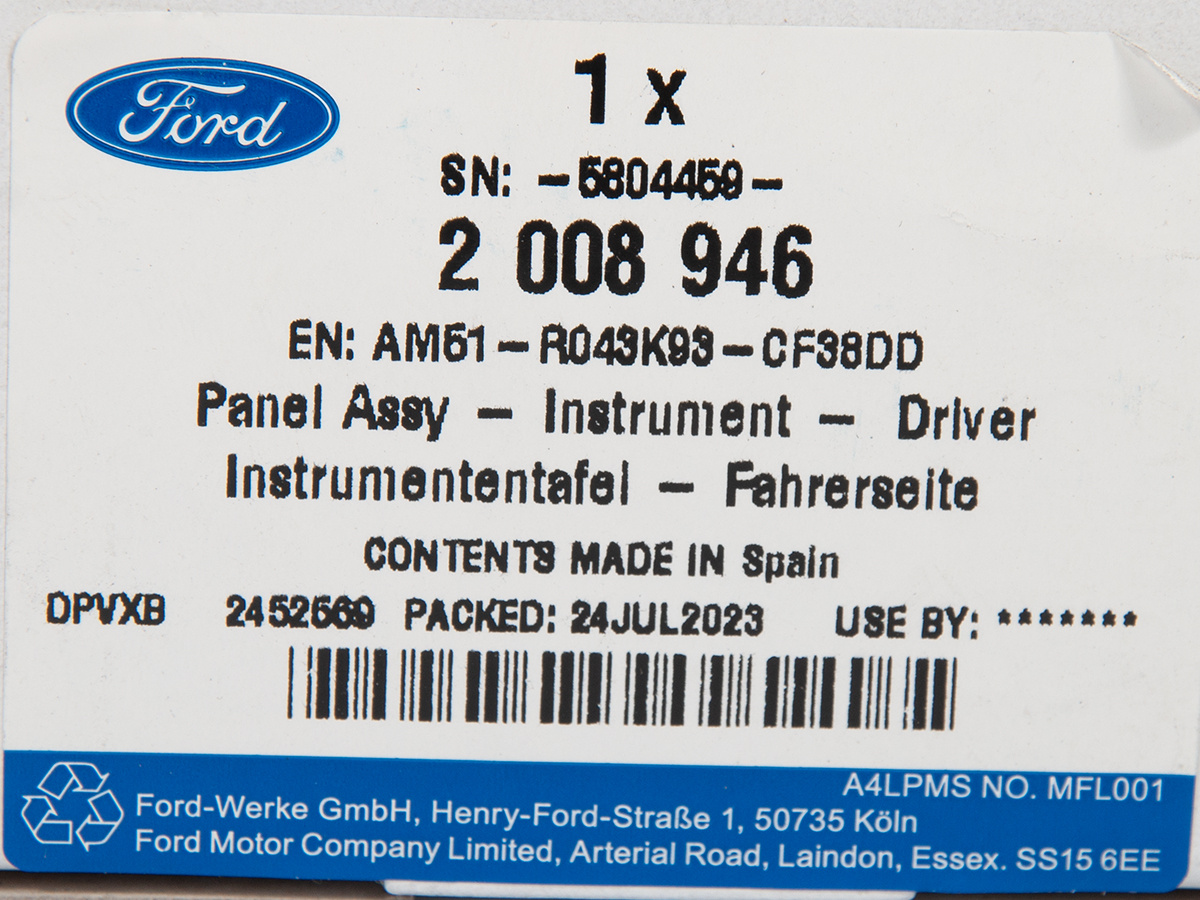 Ford
1 x
SN: -5804459-
2 008 946
EN: AM51-R043K93-CF38DD
Panel Assy - Instrument - Driver
Instrumententafel - Fahrerseite
CONTENTS MADE IN Spain
DPVXB 2452569 PACKED: 24JUL2023 USE BY: *******
A4LPMS NO. MFL001
Ford-Werke GmbH, Henry-Ford-Straße 1, 50735 Köln
Ford Motor Company Limited, Arterial Road, Laindon, Essex. SS15 6EE